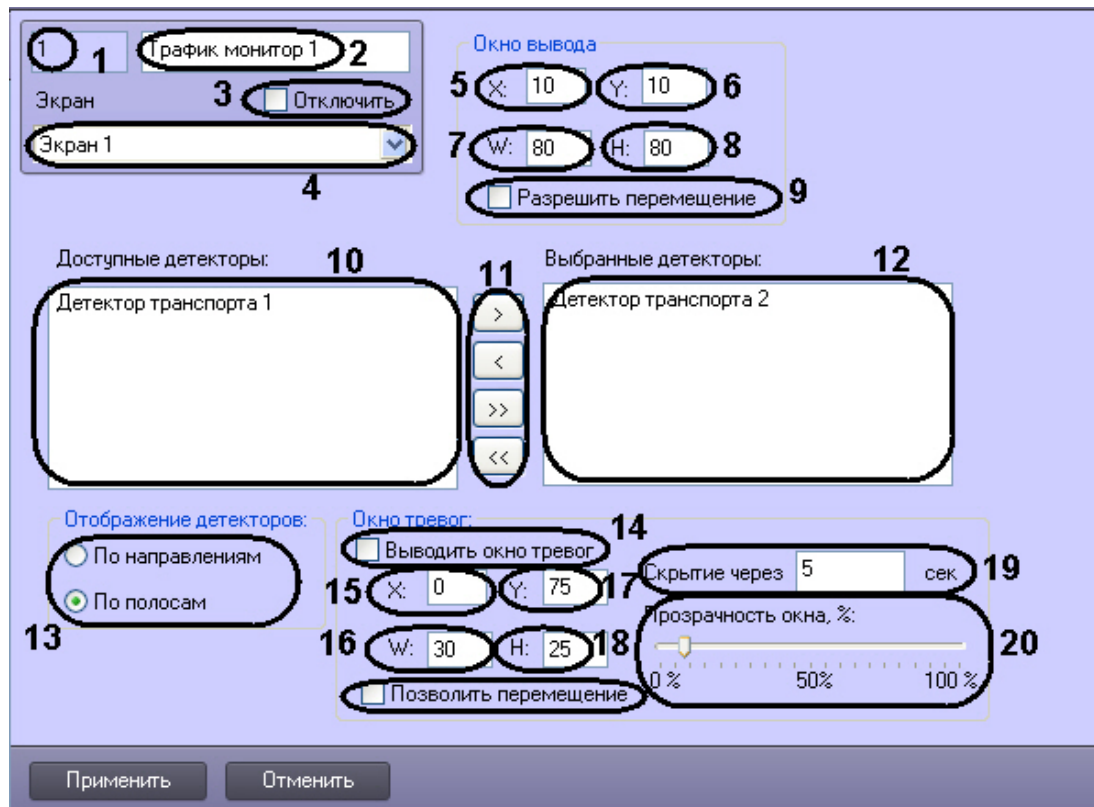 1 1 Трафик монитор 1 2
Экран 3 Отключить
Экран 1
4
Окно вывода
5 X: 10 Y: 10 6
7 W: 80 H: 80 8
Разрешить перемещение 9
Доступные детекторы: 10
Детектор транспорта 1
11
>
<
>>
<<
Выбранные детекторы: 12
Детектор транспорта 2
Отображение детекторов:
По направлениям
По полосам
13
Окно тревог: 14
Выводить окно тревог
15 X: 0 Y: 75 17
16 W: 30 H: 25 18
Позволить перемещение
Скрытие через 5 сек 19
Прозрачность окна, %:
20
0 % 50% 100 %
Применить Отменить